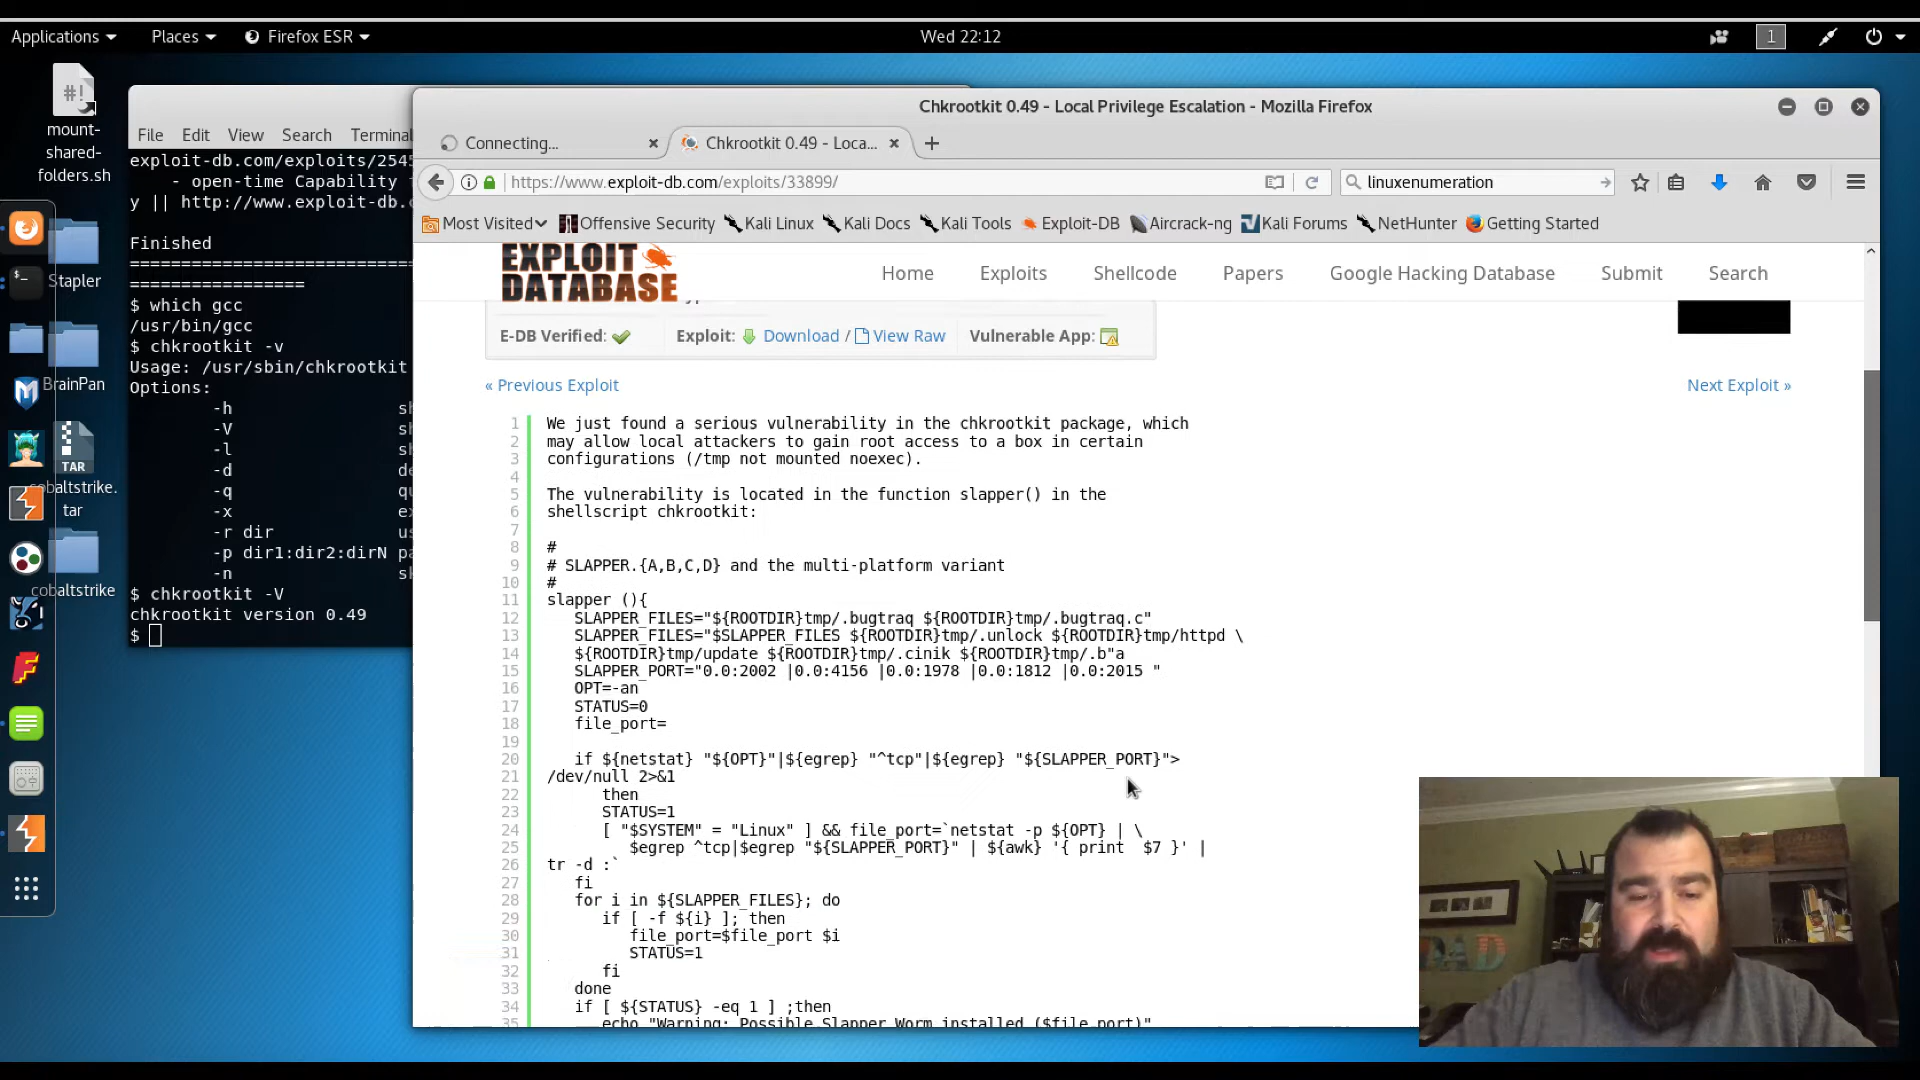 Applications
Places
Firefox ESR
Wed 22:12
1
#!
mount-
shared-
folders.sh
Stapler
BrainPan
TAR
cobaltstrike.
tar
cobaltstrike
File Edit View Search Terminal
exploit-db.com/exploits/2545
- open-time Capability
y || http://www.exploit-db.c
Finished
=============================
=================
$ which gcc
/usr/bin/gcc
$ chkrootkit -v
Usage: /usr/sbin/chkrootkit
Options:
-h
-V
-l
-d
-q
-x
-r dir
-p dir1:dir2:dirN
-n
$ chkrootkit -V
chkrootkit version 0.49
$
Chkrootkit 0.49 - Local Privilege Escalation - Mozilla Firefox
Connecting...
Chkrootkit 0.49 - Loca...
https://www.exploit-db.com/exploits/33899/
linuxenumeration
Most Visited Offensive Security Kali Linux Kali Docs Kali Tools Exploit-DB Aircrack-ng Kali Forums NetHunter Getting Started
EXPLOIT
DATABASE
Home Exploits Shellcode Papers Google Hacking Database Submit Search
E-DB Verified: Exploit: Download / View Raw Vulnerable App:
« Previous Exploit
Next Exploit »
1 We just found a serious vulnerability in the chkrootkit package, which
2 may allow local attackers to gain root access to a box in certain
3 configurations (/tmp not mounted noexec).
4
5 The vulnerability is located in the function slapper() in the
6 shellscript chkrootkit:
7
8 #
9 # SLAPPER.{A,B,C,D} and the multi-platform variant
10 #
11 slapper (){
12 SLAPPER_FILES="${ROOTDIR}tmp/.bugtraq ${ROOTDIR}tmp/.bugtraq.c"
13 SLAPPER_FILES="$SLAPPER_FILES ${ROOTDIR}tmp/.unlock ${ROOTDIR}tmp/httpd \
14 ${ROOTDIR}tmp/update ${ROOTDIR}tmp/.cinik ${ROOTDIR}tmp/.b"a
15 SLAPPER_PORT="0.0:2002 |0.0:4156 |0.0:1978 |0.0:1812 |0.0:2015 "
16 OPT=-an
17 STATUS=0
18 file_port=
19
20 if ${netstat} "${OPT}"|${egrep} "^tcp"|${egrep} "${SLAPPER_PORT}">
21 /dev/null 2>&1
22 then
23 STATUS=1
24 [ "$SYSTEM" = "Linux" ] && file_port=`netstat -p ${OPT} | \
25 $egrep ^tcp|$egrep "${SLAPPER_PORT}" | ${awk} '{ print $7 }' |
26 tr -d :`
27 fi
28 for i in ${SLAPPER_FILES}; do
29 if [ -f ${i} ]; then
30 file_port=$file_port $i
31 STATUS=1
32 fi
33 done
34 if [ ${STATUS} -eq 1 ] ;then
35 echo "Warning: Possible Slapper Worm installed ($file_port)"
DAD